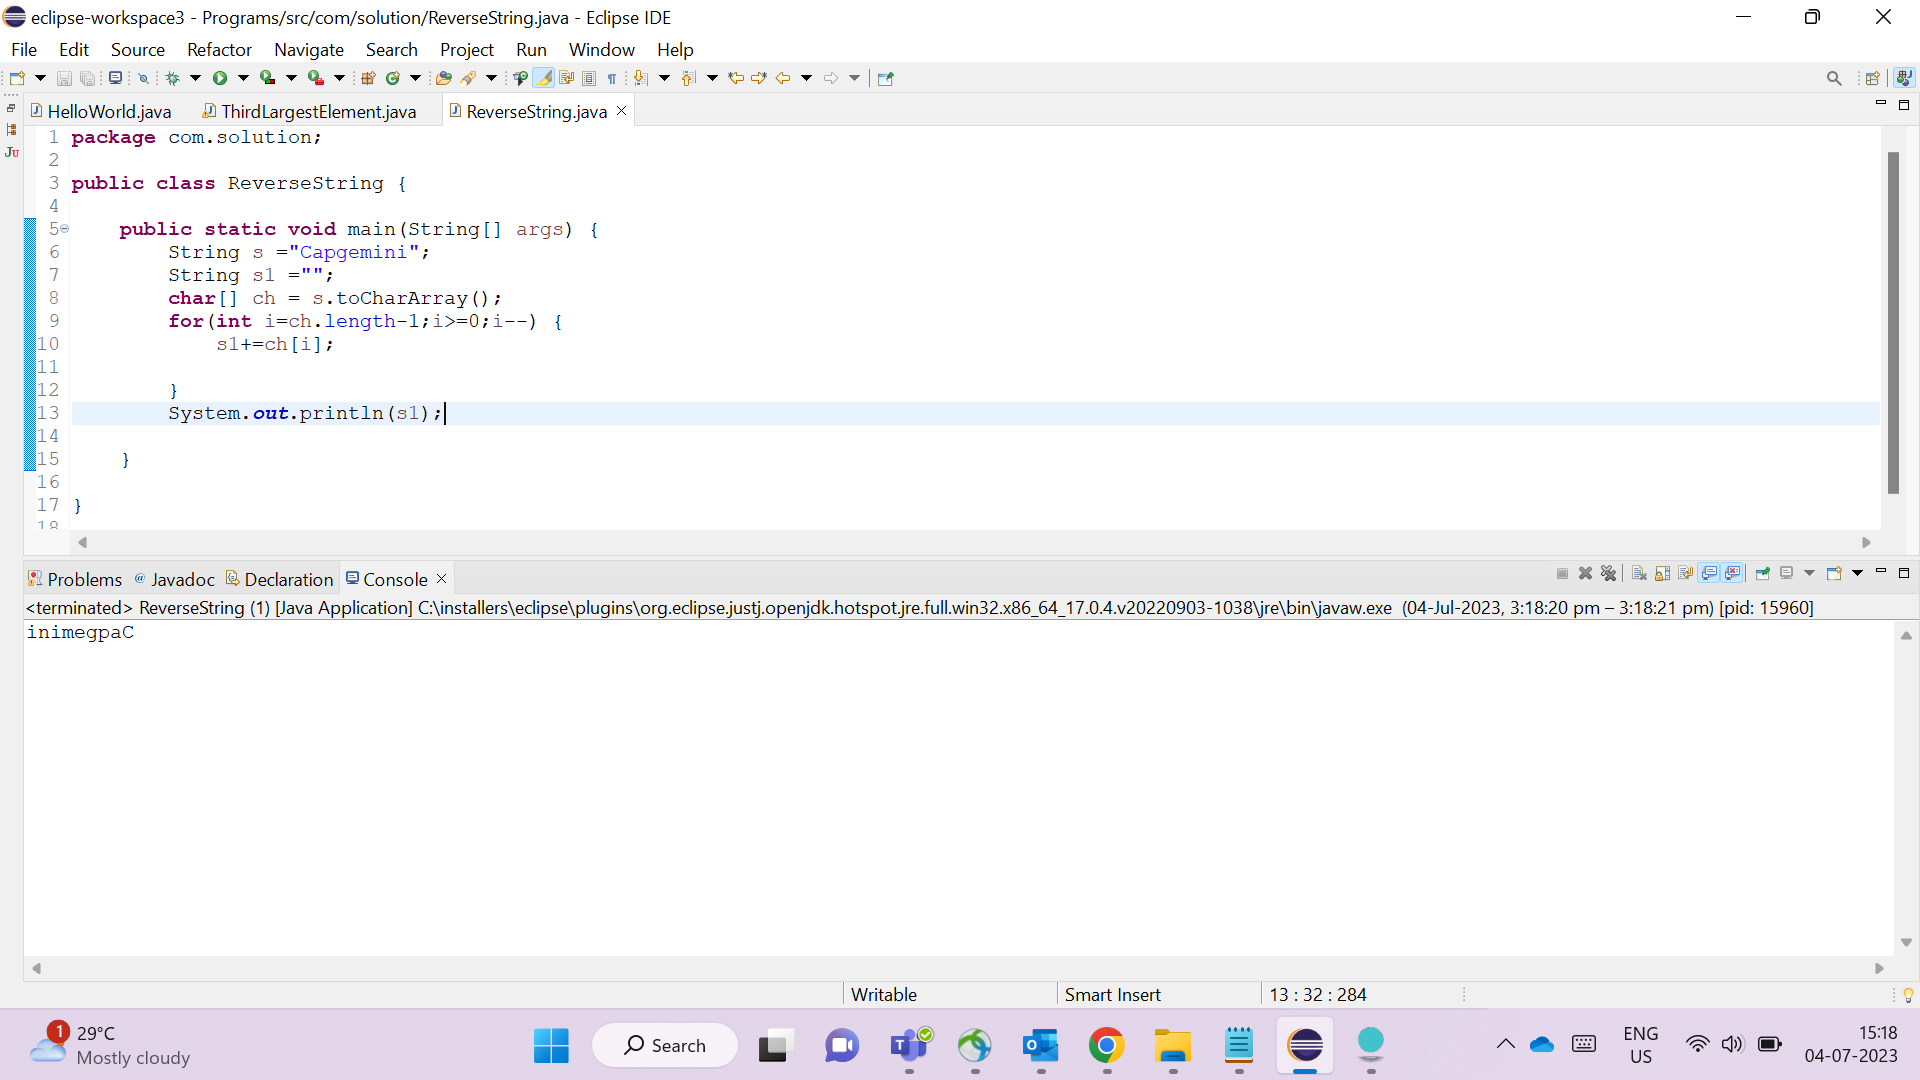 eclipse-workspace3 - Programs/src/com/solution/ReverseString.java - Eclipse IDE
File Edit Source Refactor Navigate Search Project Run Window Help
HelloWorld.java ThirdLargestElement.java ReverseString.java
1 package com.solution;
2
3 public class ReverseString {
4
5 public static void main(String[] args) {
6 String s ="Capgemini";
7 String s1 ="";
8 char[] ch = s.toCharArray();
9 for(int i=ch.length-1;i>=0;i--) {
10 s1+=ch[i];
11
12 }
13 System.out.println(s1);
14
15 }
16
17 }
18
Problems @ Javadoc Declaration Console
<terminated> ReverseString (1) [Java Application] C:\installers\eclipse\plugins\org.eclipse.justj.openjdk.hotspot.jre.full.win32.x86_64_17.0.4.v20220903-1038\jre\bin\javaw.exe (04-Jul-2023, 3:18:20 pm – 3:18:21 pm) [pid: 15960]
inimegpaC
Writable Smart Insert 13 : 32 : 284
1 29°C
Mostly cloudy
Search
ENG
US
15:18
04-07-2023